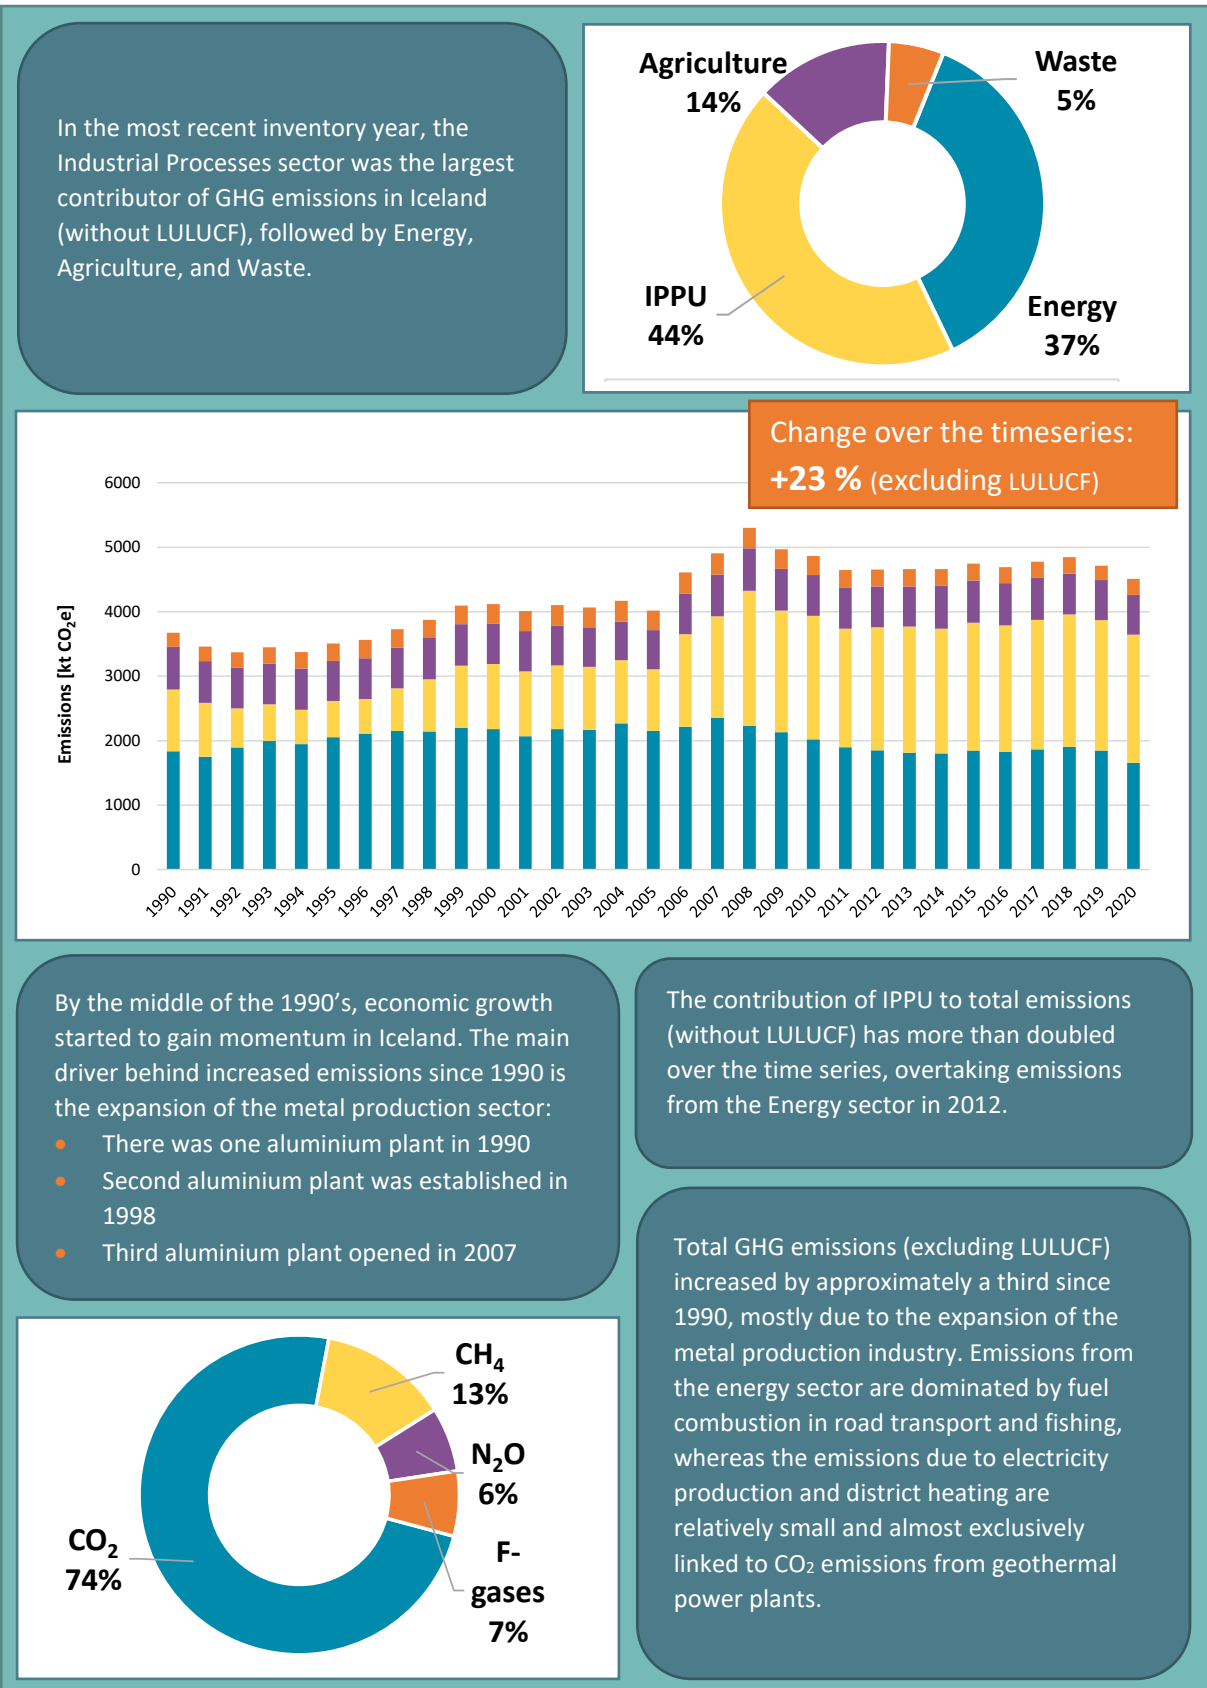 In the most recent inventory year, the
Industrial Processes sector was the largest
contributor of GHG emissions in Iceland
(without LULUCF), followed by Energy,
Agriculture, and Waste.
Agriculture
14%
Waste
5%
IPPU
44%
Energy
37%
Change over the timeseries:
+23 % (excluding LULUCF)
Emissions [kt CO₂e]
6000
5000
4000
3000
2000
1000
0
1990
1991
1992
1993
1994
1995
1996
1997
1998
1999
2000
2001
2002
2003
2004
2005
2006
2007
2008
2009
2010
2011
2012
2013
2014
2015
2016
2017
2018
2019
2020
By the middle of the 1990’s, economic growth
started to gain momentum in Iceland. The main
driver behind increased emissions since 1990 is
the expansion of the metal production sector:
• There was one aluminium plant in 1990
• Second aluminium plant was established in
1998
• Third aluminium plant opened in 2007
The contribution of IPPU to total emissions
(without LULUCF) has more than doubled
over the time series, overtaking emissions
from the Energy sector in 2012.
Total GHG emissions (excluding LULUCF)
increased by approximately a third since
1990, mostly due to the expansion of the
metal production industry. Emissions from
the energy sector are dominated by fuel
combustion in road transport and fishing,
whereas the emissions due to electricity
production and district heating are
relatively small and almost exclusively
linked to CO₂ emissions from geothermal
power plants.
CH₄
13%
N₂O
6%
F-
gases
7%
CO₂
74%